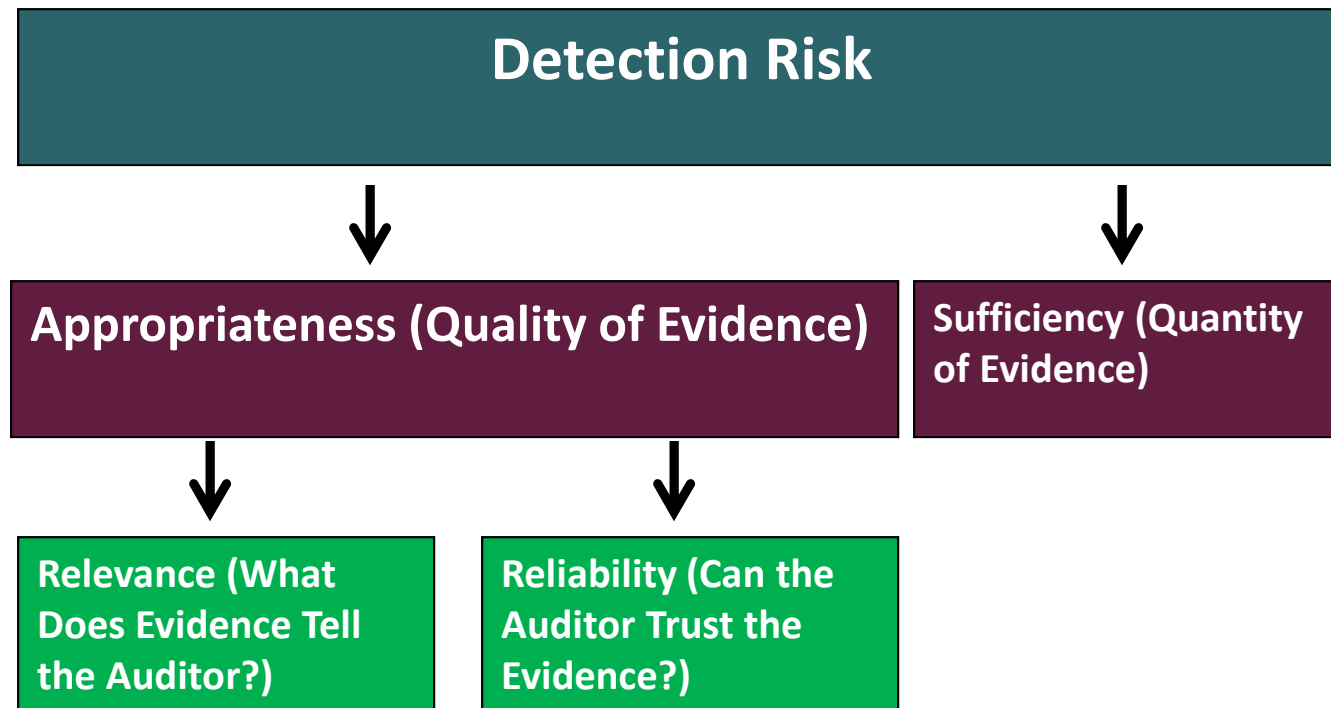 Detection Risk
Appropriateness (Quality of Evidence)
Sufficiency (Quantity
of Evidence)
Relevance (What
Does Evidence Tell
the Auditor?)
Reliability (Can the
Auditor Trust the
Evidence?)